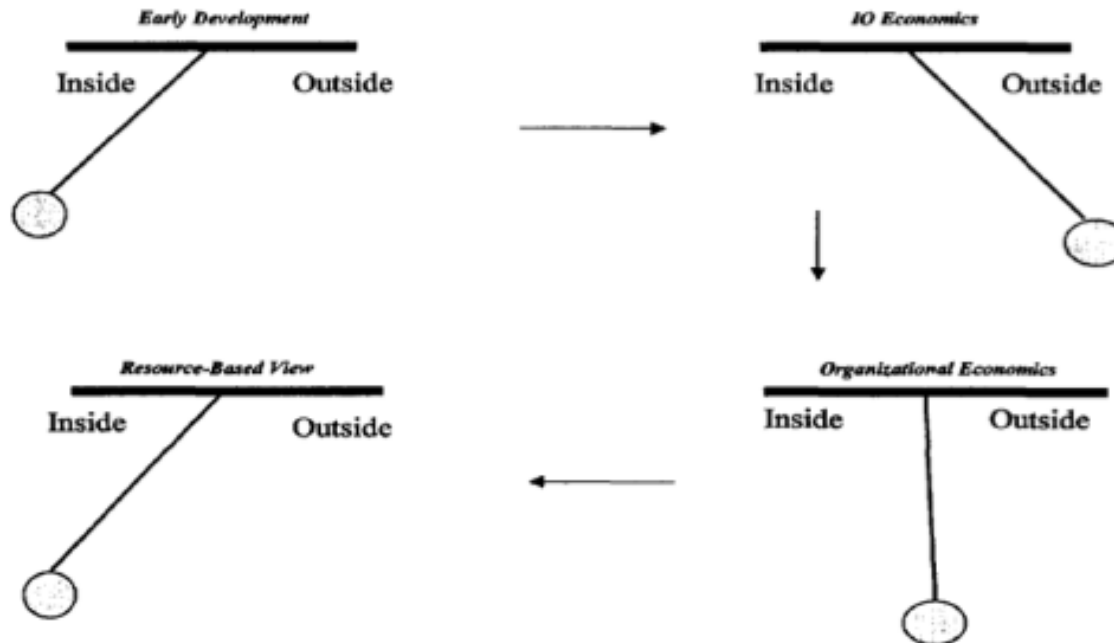 Early Development
Inside Outside
IO Economics
Inside Outside
Resource-Based View
Inside Outside
Organizational Economics
Inside Outside